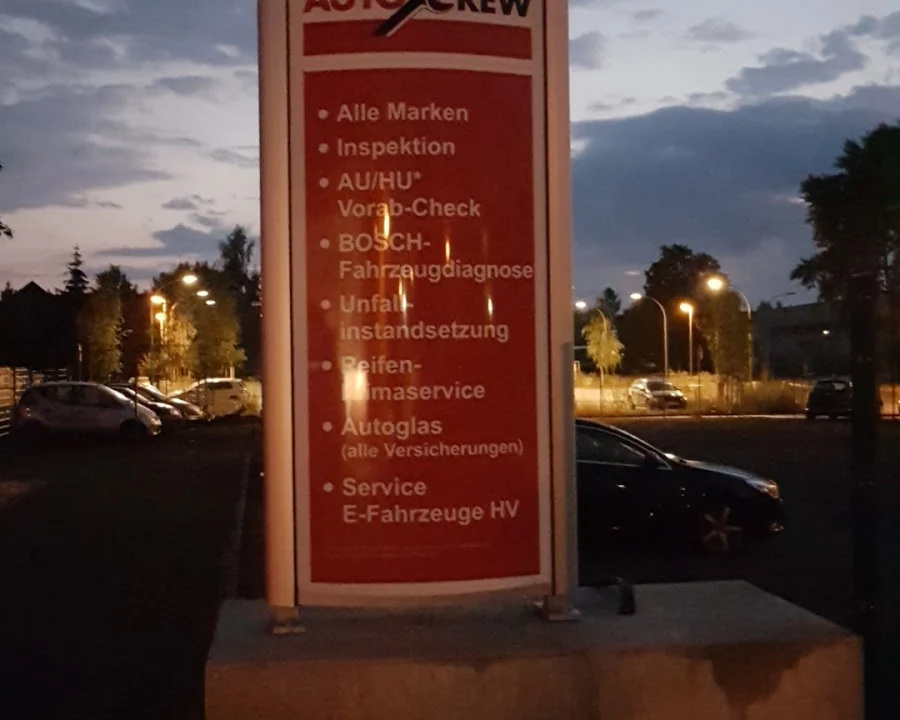 AUTO CREW
• Alle Marken
• Inspektion
• AU/HU*
Vorab-Check
• BOSCH-
Fahrzeugdiagnose
• Unfall-
instandsetzung
• Reifen-
Klimaservice
• Autoglas
(alle Versicherungen)
• Service
E-Fahrzeuge HV